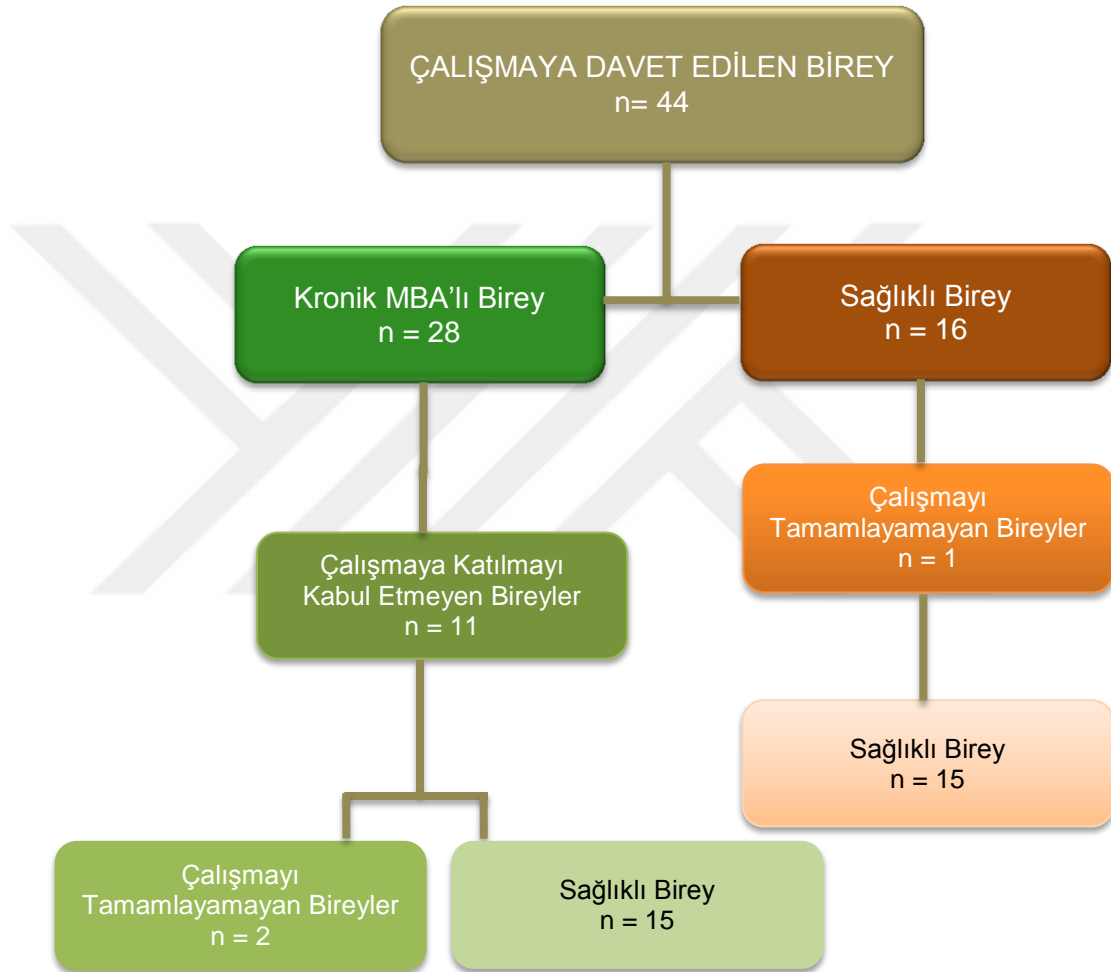 ÇALIŞMAYA DAVET EDİLEN BİREY
n= 44
Kronik MBA'lı Birey
n = 28
Sağlıklı Birey
n = 16
Çalışmaya Katılmayı
Kabul Etmeyen Bireyler
n = 11
Çalışmayı
Tamamlayamayan Bireyler
n = 1
Sağlıklı Birey
n = 15
Çalışmayı
Tamamlayamayan Bireyler
n = 2
Sağlıklı Birey
n = 15